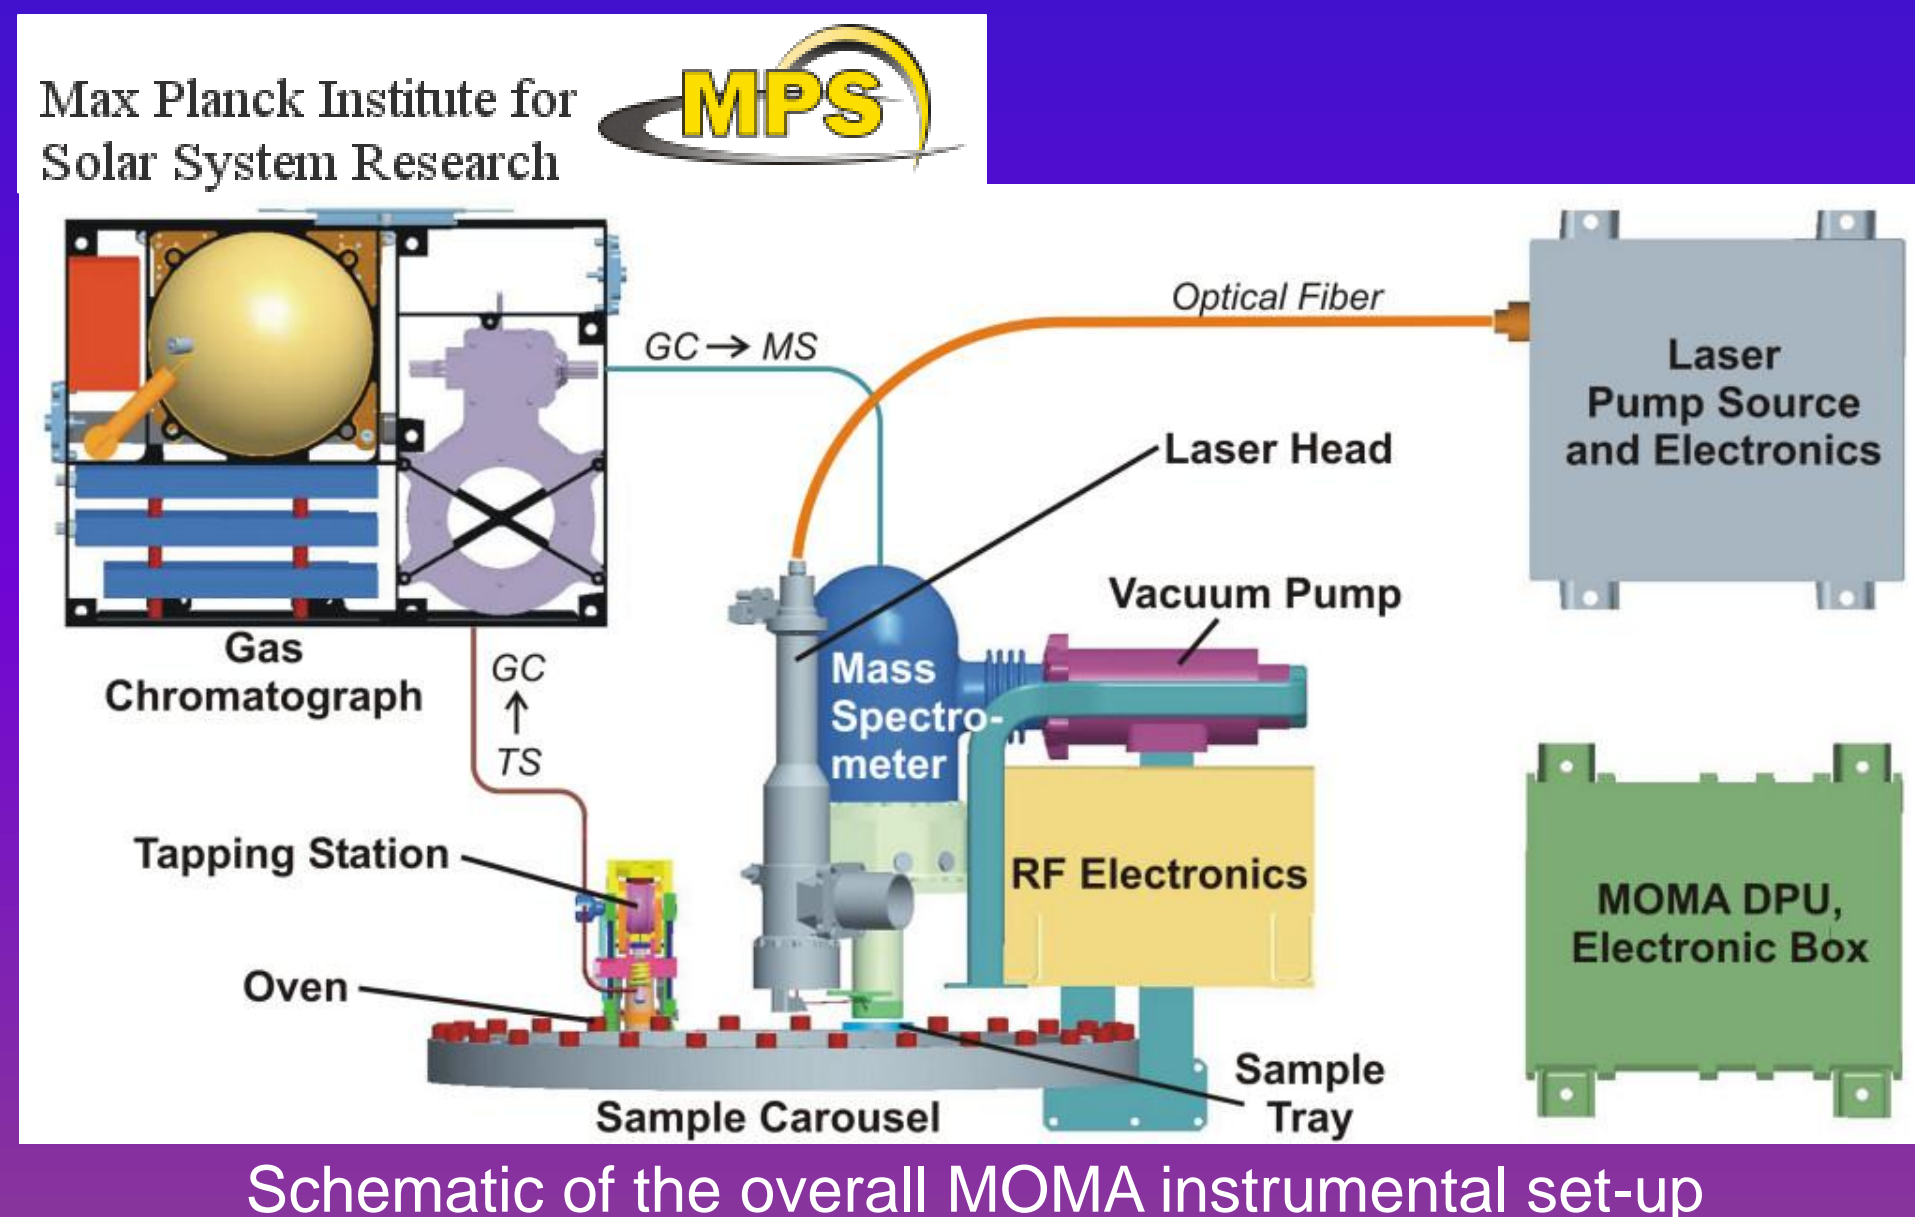 Max Planck Institute for
Solar System Research
MPS
Optical Fiber
GC → MS
Laser
Pump Source
and Electronics
Laser Head
Vacuum Pump
Gas
Chromatograph
GC
↑
TS
Mass
Spectro-
meter
Tapping Station
RF Electronics
MOMA DPU,
Electronic Box
Oven
Sample
Tray
Sample Carousel
Schematic of the overall MOMA instrumental set-up